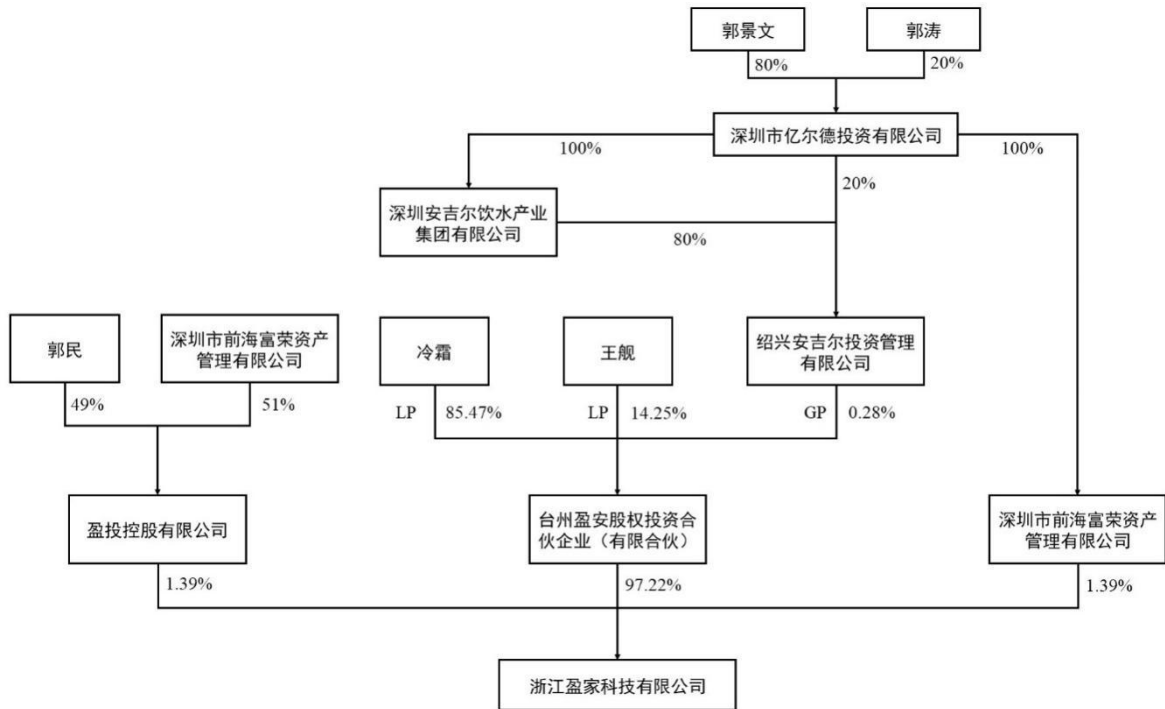 郭景文
郭涛
80%
20%
深圳市亿尔德投资有限公司
100%
100%
20%
深圳安吉尔饮水产业
集团有限公司
80%
郭民
深圳市前海富荣资产
管理有限公司
冷霜
王舰
绍兴安吉尔投资管理
有限公司
49%
51%
LP
85.47%
LP
14.25%
GP
0.28%
盈投控股有限公司
台州盈安股权投资合
伙企业（有限合伙）
深圳市前海富荣资产
管理有限公司
1.39%
97.22%
1.39%
浙江盈家科技有限公司